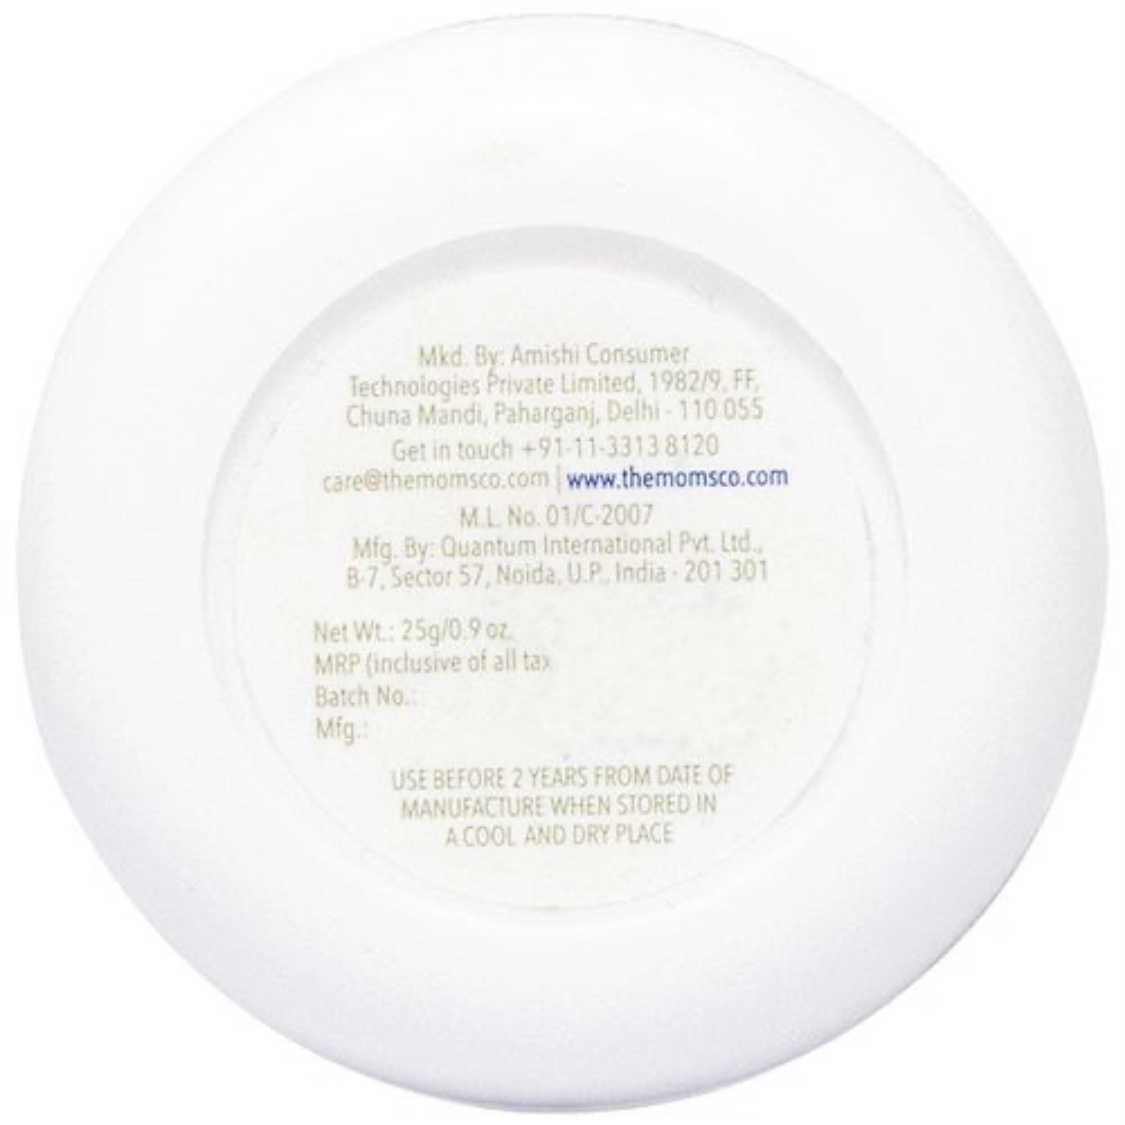 Mkd. By: Amishi Consumer
Technologies Private Limited, 1982/9, FF,
Chuna Mandi, Paharganj, Delhi - 110 055
Get in touch +91-11-3313 8120
care@themomsco.com | www.themomsco.com
M.L. No. 01/C-2007
Mfg. By: Quantum International Pvt. Ltd.,
B-7, Sector 57, Noida, U.P., India - 201 301
Net Wt.: 25g/0.9 oz.
MRP (inclusive of all tax
Batch No.:
Mfg.:
USE BEFORE 2 YEARS FROM DATE OF
MANUFACTURE WHEN STORED IN
A COOL AND DRY PLACE